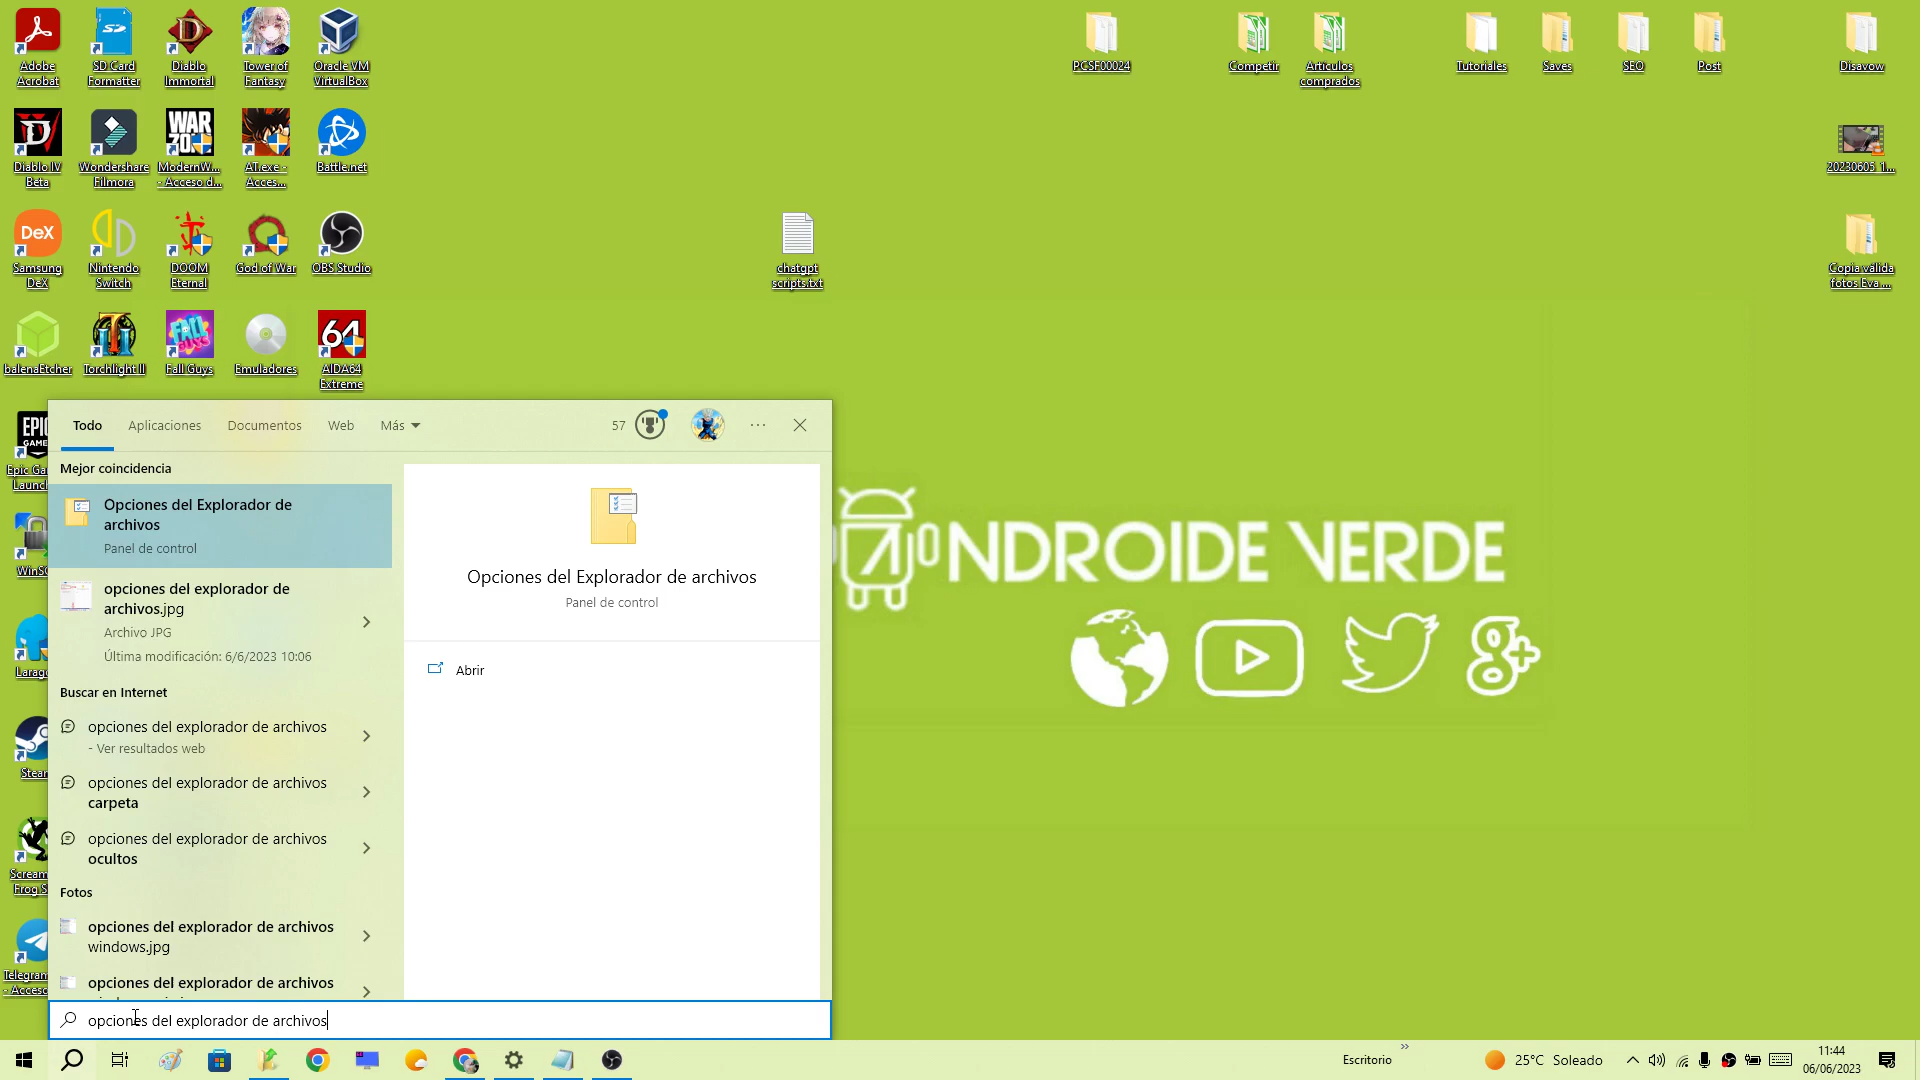 Adobe
Acrobat
SD Card
Formatter
Diablo
Immortal
Tower of
Fantasy
Oracle VM
VirtualBox
PCSF00024
Competir
Articulos
comprados
Tutoriales
Saves
SEO
Post
Disavow
Diablo IV
Beta
Wondershare
Filmora
ModernW...
- Acceso d...
AT.exe -
Acces...
Battle.net
20230605_1...
Samsung
DeX
Nintendo
Switch
DOOM
Eternal
God of War
OBS Studio
chatgpt
scripts.txt
Copia válida
fotos Eva ...
balenaEtcher
Torchlight II
Fall Guys
Emuladores
AIDA64
Extreme
Todo
Aplicaciones
Documentos
Web
Más
57
Mejor coincidencia
Opciones del Explorador de
archivos
Panel de control
opciones del explorador de
archivos.jpg
Archivo JPG
Última modificación: 6/6/2023 10:06
Buscar en Internet
opciones del explorador de archivos
- Ver resultados web
opciones del explorador de archivos
carpeta
opciones del explorador de archivos
ocultos
Fotos
opciones del explorador de archivos
windows.jpg
opciones del explorador de archivos
Opciones del Explorador de archivos
Panel de control
Abrir
NDROIDE VERDE
opciones del explorador de archivos
Escritorio
25°C Soleado
11:44
06/06/2023